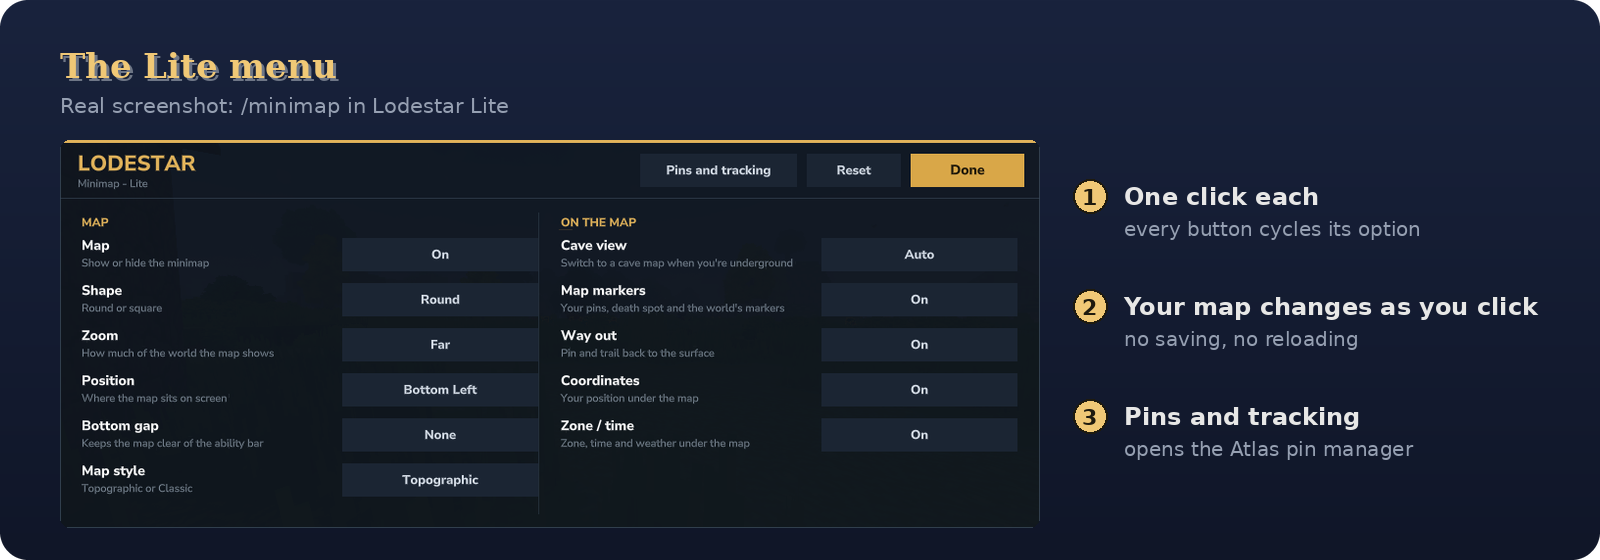 The Lite menu
Real screenshot: /minimap in Lodestar Lite
LODESTAR
Minimap - Lite
Pins and tracking
Reset
Done
MAP
Map
Show or hide the minimap
On
Shape
Round or square
Round
Zoom
How much of the world the map shows
Far
Position
Where the map sits on screen
Bottom Left
Bottom gap
Keeps the map clear of the ability bar
None
Map style
Topographic or Classic
Topographic
ON THE MAP
Cave view
Switch to a cave map when you're underground
Auto
Map markers
Your pins, death spot and the world's markers
On
Way out
Pin and trail back to the surface
On
Coordinates
Your position under the map
On
Zone / time
Zone, time and weather under the map
On
1 One click each
every button cycles its option
2 Your map changes as you click
no saving, no reloading
3 Pins and tracking
opens the Atlas pin manager